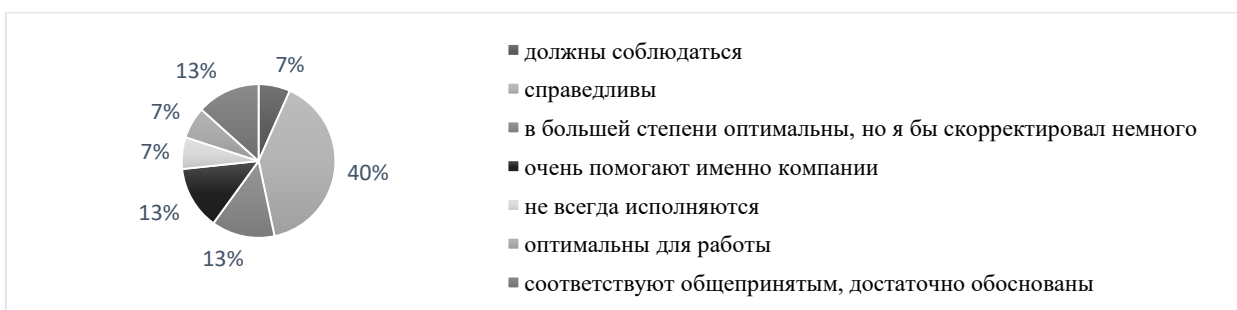 13%
7%
7%
7%
40%
13%
13%
должны соблюдаться
справедливы
в большей степени оптимальны, но я бы скорректировал немного
очень помогают именно компании
не всегда исполняются
оптимальны для работы
соответствуют общепринятым, достаточно обоснованы